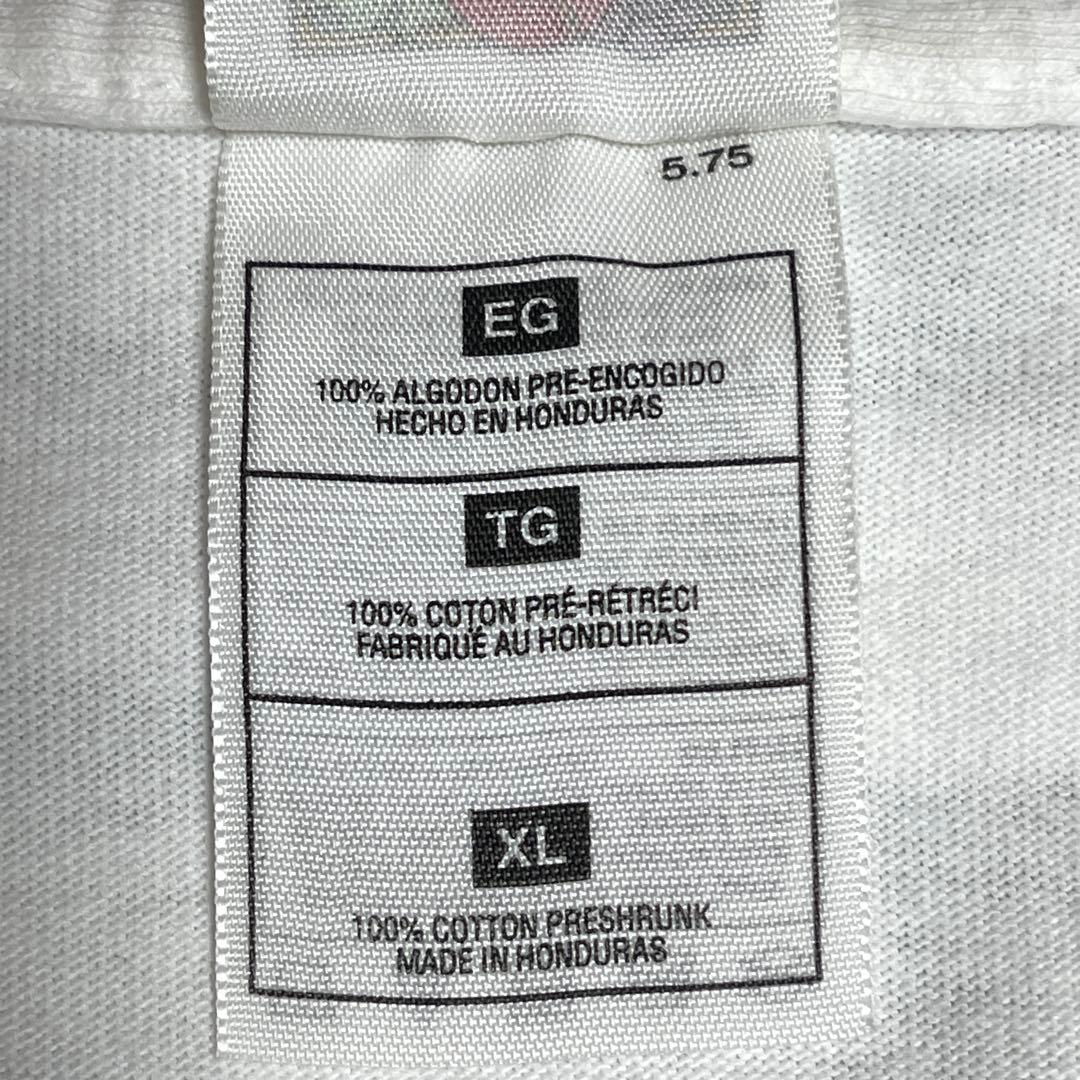 5.75
EG
100% ALGODON PRE-ENCOGIDO
HECHO EN HONDURAS
TG
100% COTON PRÉ-RÉTRÉCI
FABRIQUÉ AU HONDURAS
XL
100% COTTON PRESHRUNK
MADE IN HONDURAS